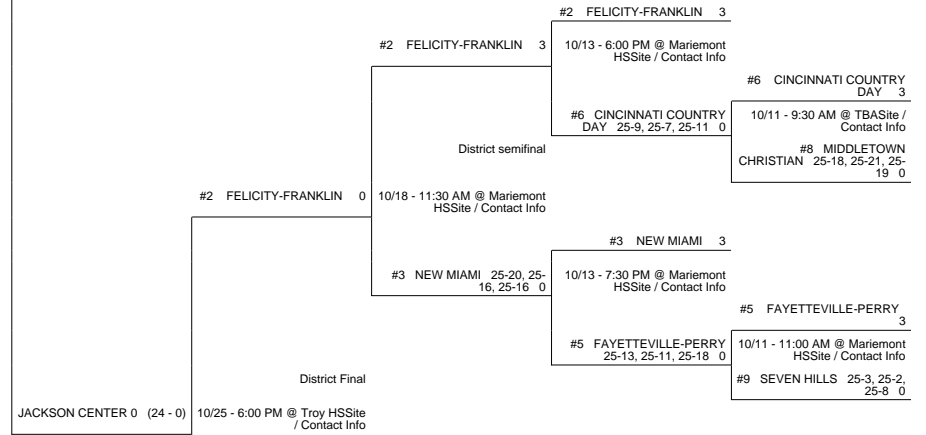 #2 FELICITY-FRANKLIN 3
#2 FELICITY-FRANKLIN 3
10/13 - 6:00 PM @ Mariemont
HSSite / Contact Info
#6 CINCINNATI COUNTRY
DAY 3
#6 CINCINNATI COUNTRY
DAY 25-9, 25-7, 25-11 0
10/11 - 9:30 AM @ TBASite /
Contact Info
District semifinal
#8 MIDDLETOWN
CHRISTIAN 25-18, 25-21, 25-
19 0
#2 FELICITY-FRANKLIN 0
10/18 - 11:30 AM @ Mariemont
HSSite / Contact Info
#3 NEW MIAMI 3
#3 NEW MIAMI 25-20, 25-
16, 25-16 0
10/13 - 7:30 PM @ Mariemont
HSSite / Contact Info
#5 FAYETTEVILLE-PERRY
3
#5 FAYETTEVILLE-PERRY
25-13, 25-11, 25-18 0
10/11 - 11:00 AM @ Mariemont
HSSite / Contact Info
District Final
#9 SEVEN HILLS 25-3, 25-2,
25-8 0
JACKSON CENTER 0 (24 - 0)
10/25 - 6:00 PM @ Troy HSSite
/ Contact Info